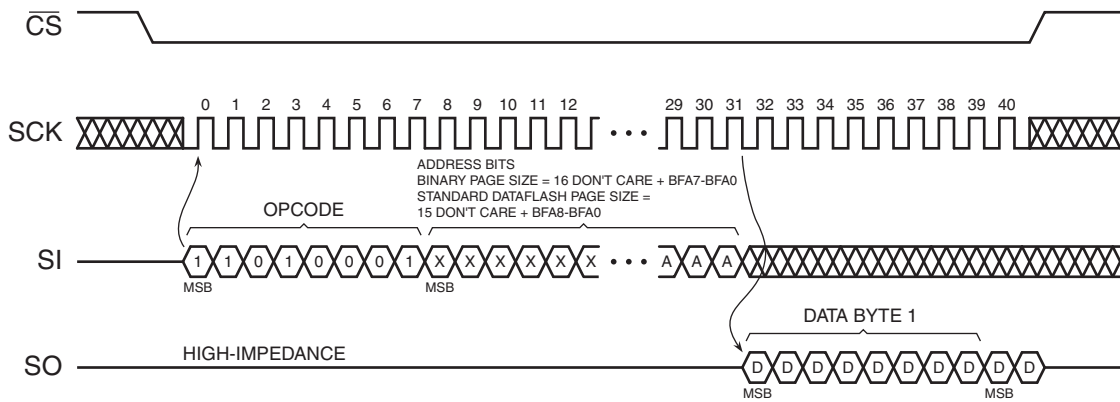 CS
0 1 2 3 4 5 6 7 8 9 10 11 12 29 30 31 32 33 34 35 36 37 38 39 40
SCK
ADDRESS BITS
BINARY PAGE SIZE = 16 DON'T CARE + BFA7-BFA0
STANDARD DATAFLASH PAGE SIZE =
15 DON'T CARE + BFA8-BFA0
OPCODE
SI 1 1 0 1 0 0 0 1 X X X X X X • • • A A A
MSB MSB
DATA BYTE 1
HIGH-IMPEDANCE
SO D D D D D D D D D D
MSB MSB